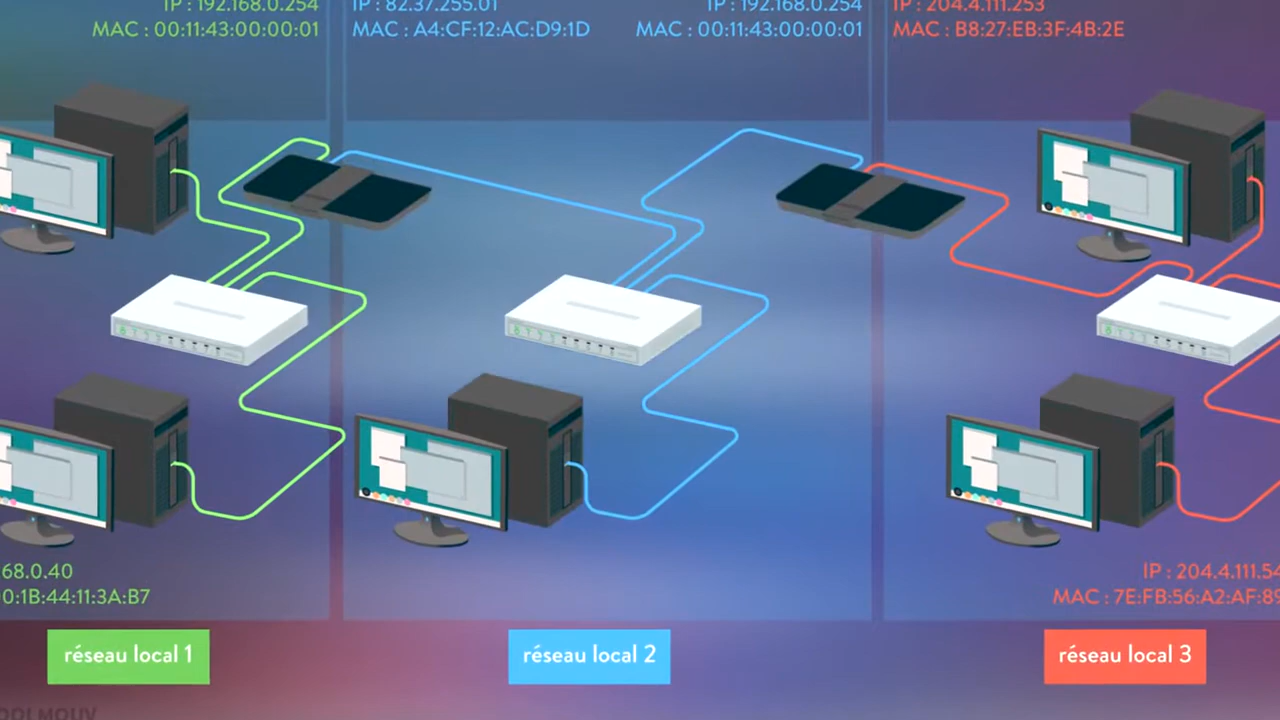 IP : 192.168.0.254
MAC : 00:11:43:00:00:01
IP : 82.37.255.01
MAC : A4:CF:12:AC:D9:1D
IP : 192.168.0.254
MAC : 00:11:43:00:00:01
IP : 204.4.111.253
MAC : B8:27:EB:3F:4B:2E
68.0.40
0:1B:44:11:3A:B7
IP : 204.4.111.54
MAC : 7E:FB:56:A2:AF:89
réseau local 1
réseau local 2
réseau local 3